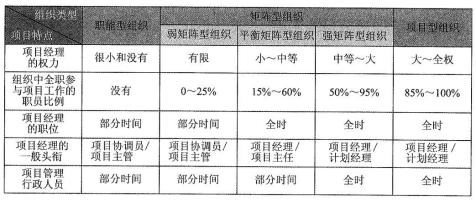 组织类型
项目特点
职能型组织
矩阵型组织
项目型组织
弱矩阵型组织 平衡矩阵型组织 强矩阵型组织
项目经理的权力
很小和没有 有限 小～中等 中等～大 大～全权
组织中全职参与项目工作的职员比例
没有 0～25% 15%～60% 50%～95% 85%～100%
项目经理的职位
部分时间 部分时间 全时 全时 全时
项目经理的一般头衔
项目协调员/项目主管 项目协调员/项目主管 项目经理/项目主任 项目经理/计划经理 项目经理/计划经理
项目管理行政人员
部分时间 部分时间 部分时间 全时 全时